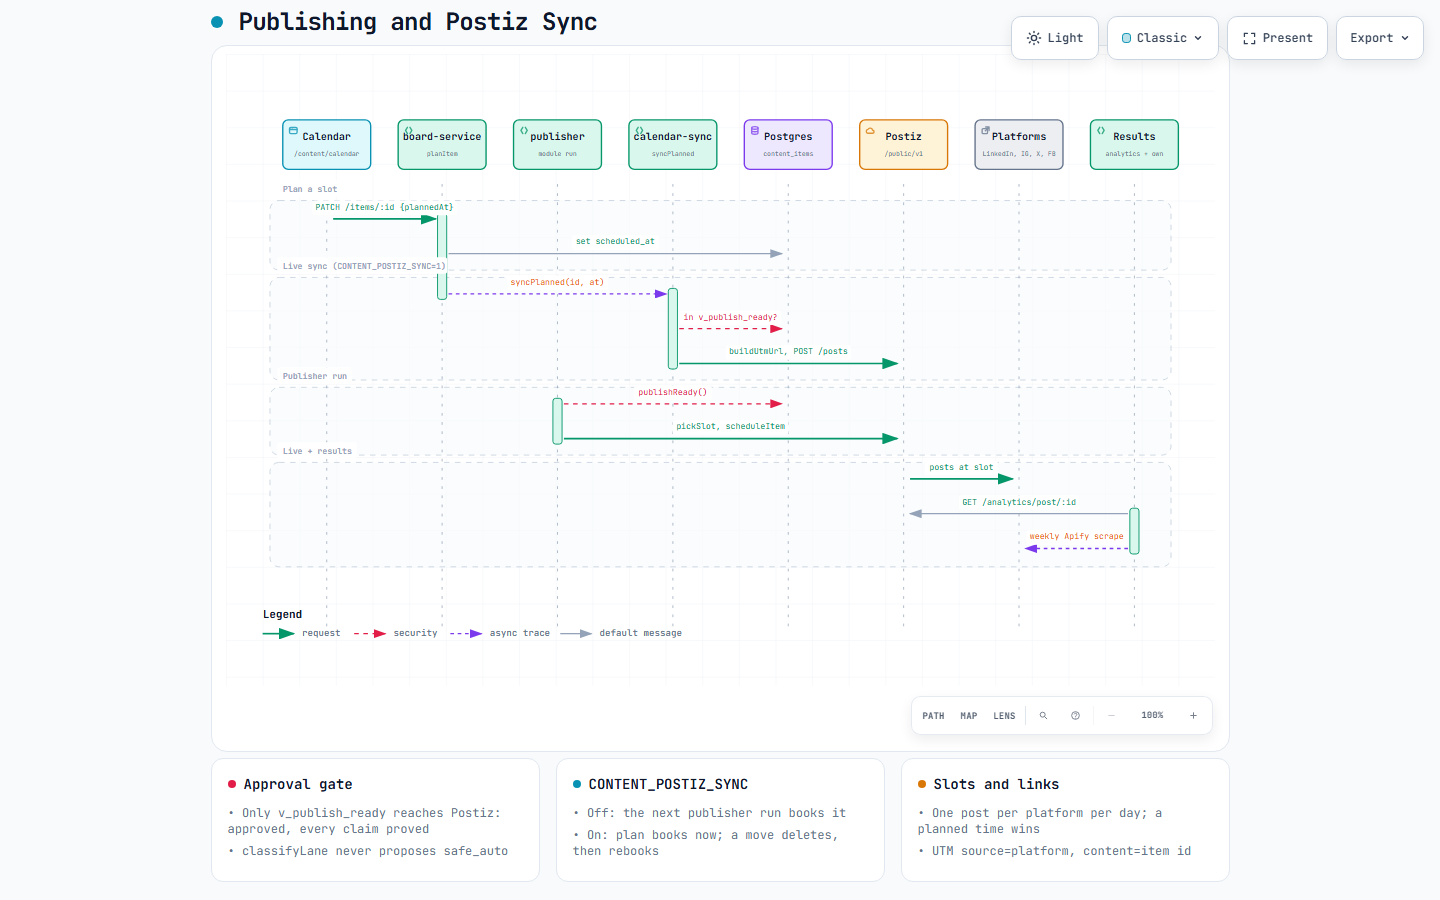 Publishing and Postiz Sync
Light
Classic
Present
Export
Calendar
/content/calendar
board-service
planItem
publisher
module run
calendar-sync
syncPlanned
Postgres
content_items
Postiz
/public/v1
Platforms
LinkedIn, IG, X, FB
Results
analytics + own
Plan a slot
PATCH /items/:id {plannedAt}
set scheduled_at
Live sync (CONTENT_POSTIZ_SYNC=1)
syncPlanned(id, at)
in v_publish_ready?
buildUtmUrl, POST /posts
Publisher run
publishReady()
pickSlot, scheduleItem
Live + results
posts at slot
GET /analytics/post/:id
weekly Apify scrape
Legend
request
security
async trace
default message
PATH
MAP
LENS
100%
Approval gate
• Only v_publish_ready reaches Postiz:
approved, every claim proved
• classifyLane never proposes safe_auto
CONTENT_POSTIZ_SYNC
• Off: the next publisher run books it
• On: plan books now; a move deletes,
then rebooks
Slots and links
• One post per platform per day; a
planned time wins
• UTM source=platform, content=item id